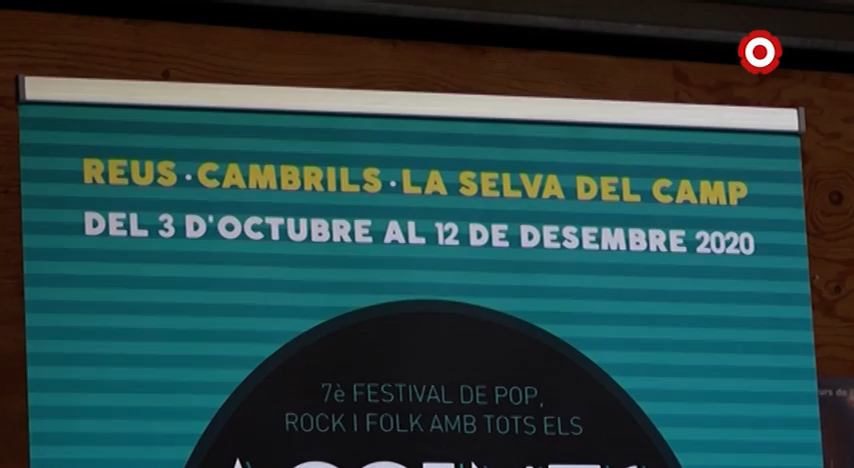 REUS · CAMBRILS · LA SELVA DEL CAMP
DEL 3 D'OCTUBRE AL 12 DE DESEMBRE 2020
7è FESTIVAL DE POP,
ROCK I FOLK AMB TOTS ELS